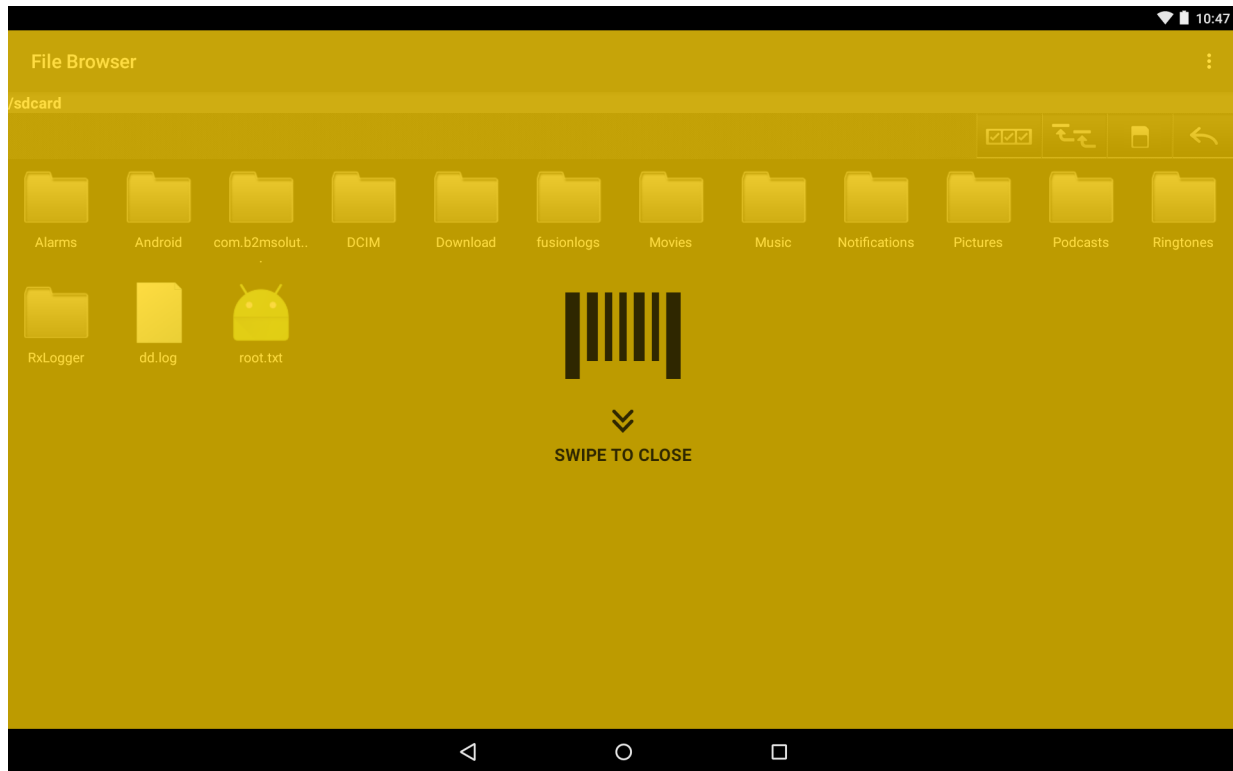 10:47
File Browser
/sdcard
Alarms Android com.b2msolut.. DCIM Download fusionlogs Movies Music Notifications Pictures Podcasts Ringtones
.
RxLogger dd.log root.txt
SWIPE TO CLOSE